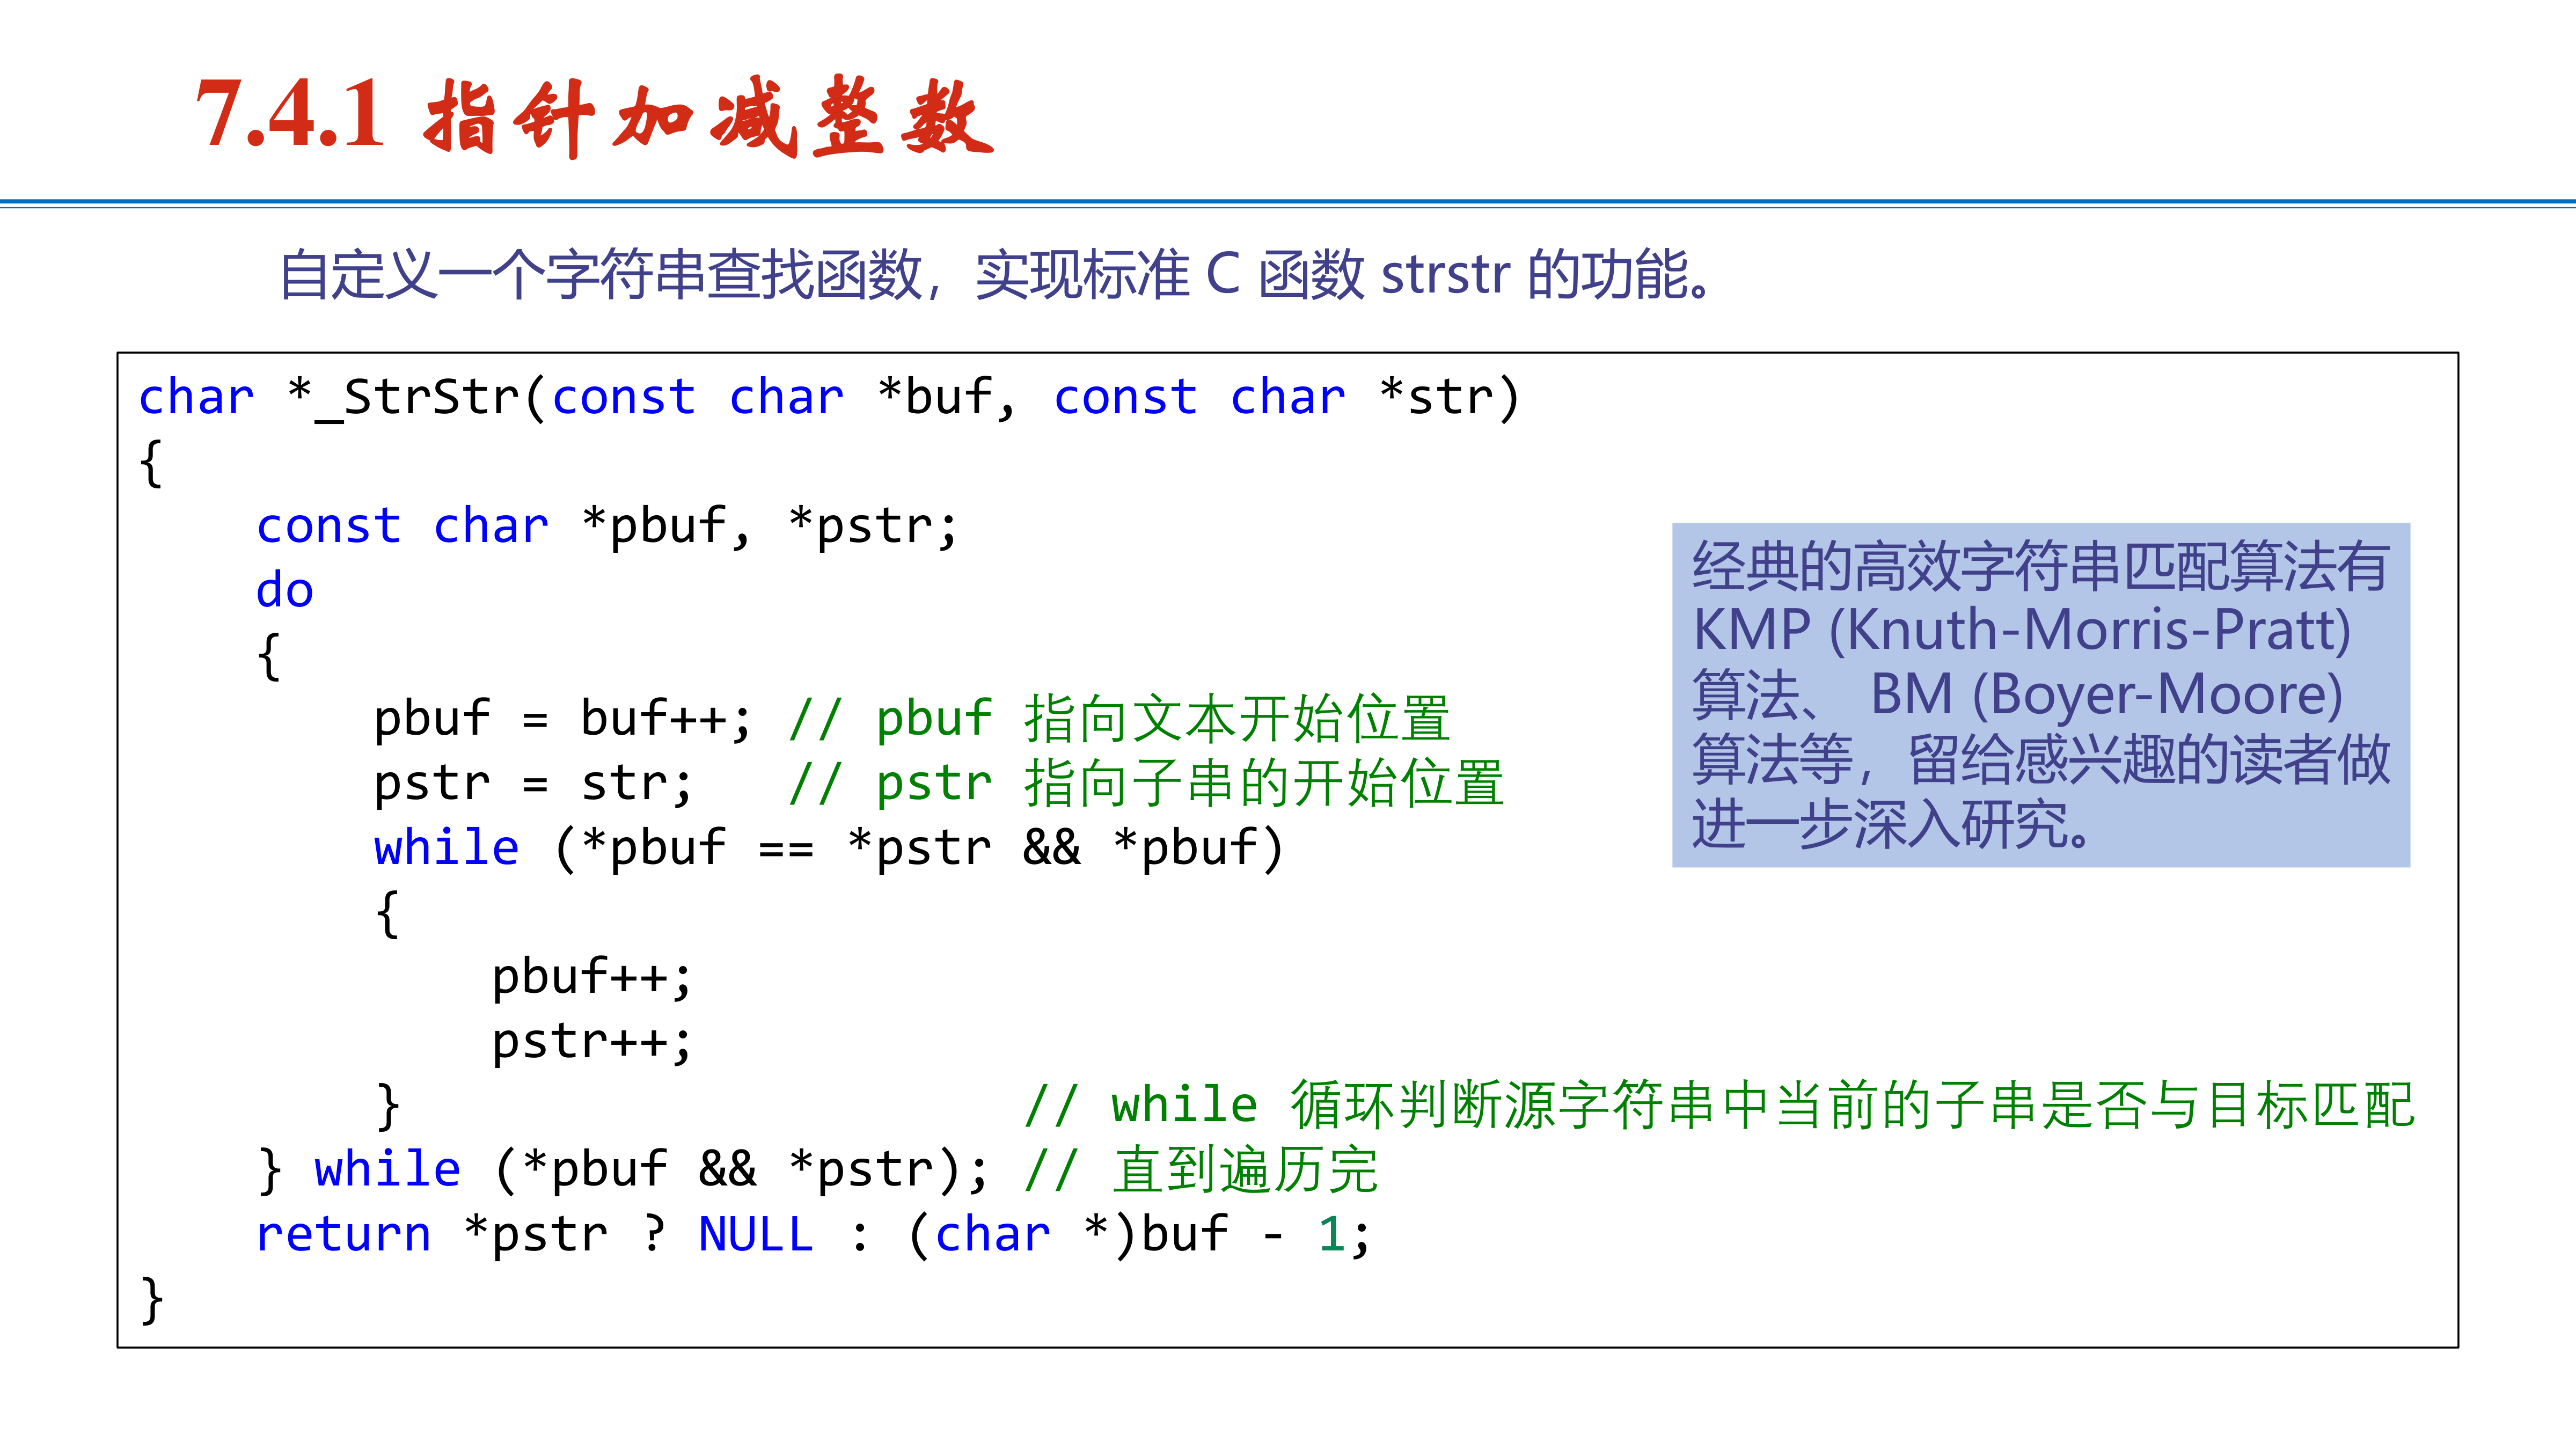 7.4.1 指针加减整数
自定义一个字符串查找函数，实现标准 C 函数 strstr 的功能。
char *_StrStr(const char *buf, const char *str)
{
    const char *pbuf, *pstr;
    do
    {
        pbuf = buf++; // pbuf 指向文本开始位置
        pstr = str;   // pstr 指向子串的开始位置
        while (*pbuf == *pstr && *pbuf)
        {
            pbuf++;
            pstr++;
        }                     // while 循环判断源字符串中当前的子串是否与目标匹配
    } while (*pbuf && *pstr); // 直到遍历完
    return *pstr ? NULL : (char *)buf - 1;
}
经典的高效字符串匹配算法有
KMP (Knuth-Morris-Pratt)
算法、 BM (Boyer-Moore)
算法等，留给感兴趣的读者做
进一步深入研究。